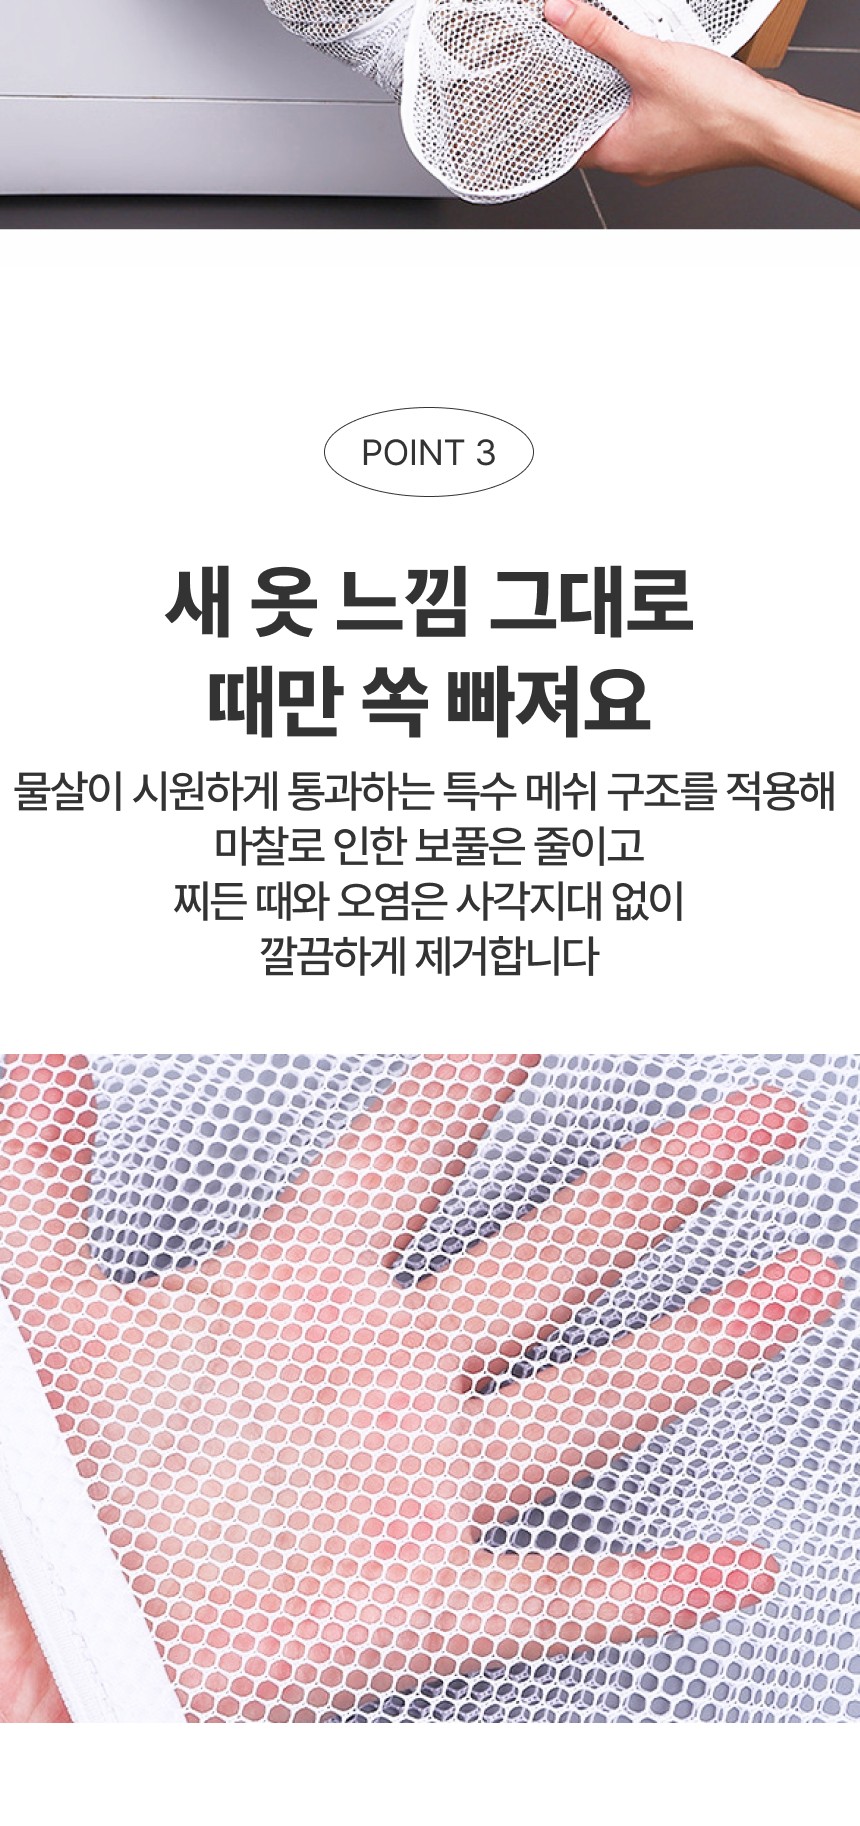 POINT 3
새 옷 느낌 그대로
때만 쏙 빠져요
물살이 시원하게 통과하는 특수 메쉬 구조를 적용해
마찰로 인한 보풀은 줄이고
찌든 때와 오염은 사각지대 없이
깔끔하게 제거합니다